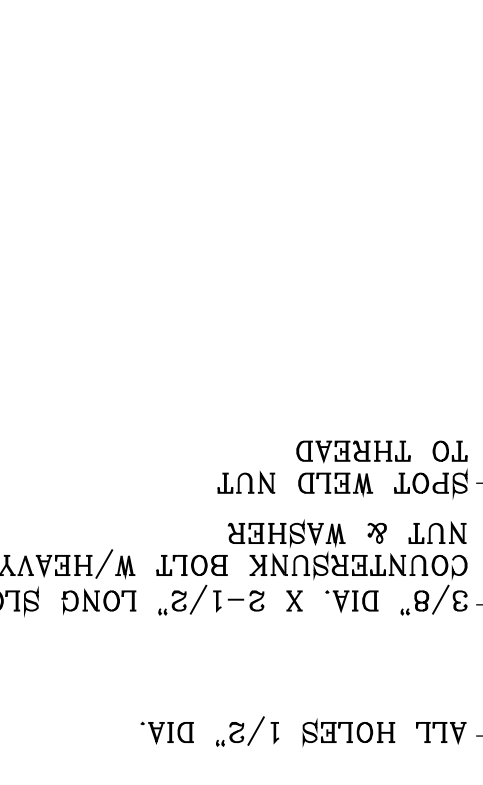 ALL HOLES 1/2" DIA.
3/8" DIA. X 2-1/2" LONG
COUNTERSUNK BOLT W/HEAVY
NUT & WASHER
SPOT WELD NUT
TO THREAD